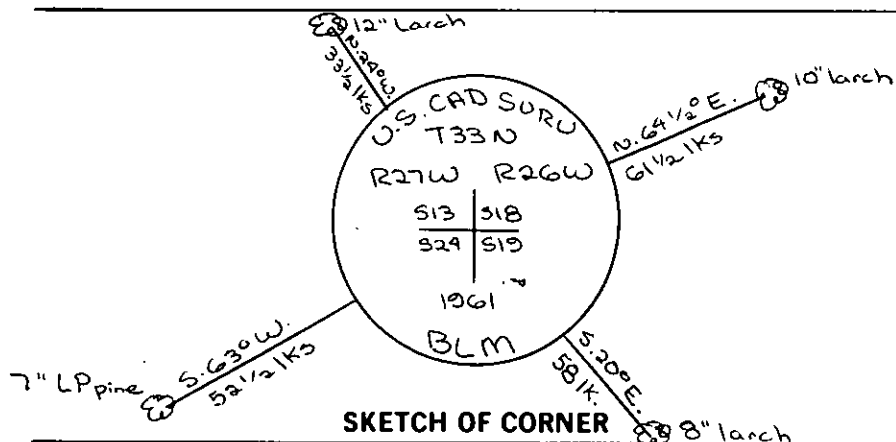 12" Larch
N.24°W.
33½ lks
10" larch
N.64½° E.
61½ lks
U.S. CAD SURV
T33N
R27W R26W
S13 S18
S24 S19
1961
BLM
7" LP pine
S.63°W.
52½ lks
S.20°E.
58 lk.
8" larch
SKETCH OF CORNER